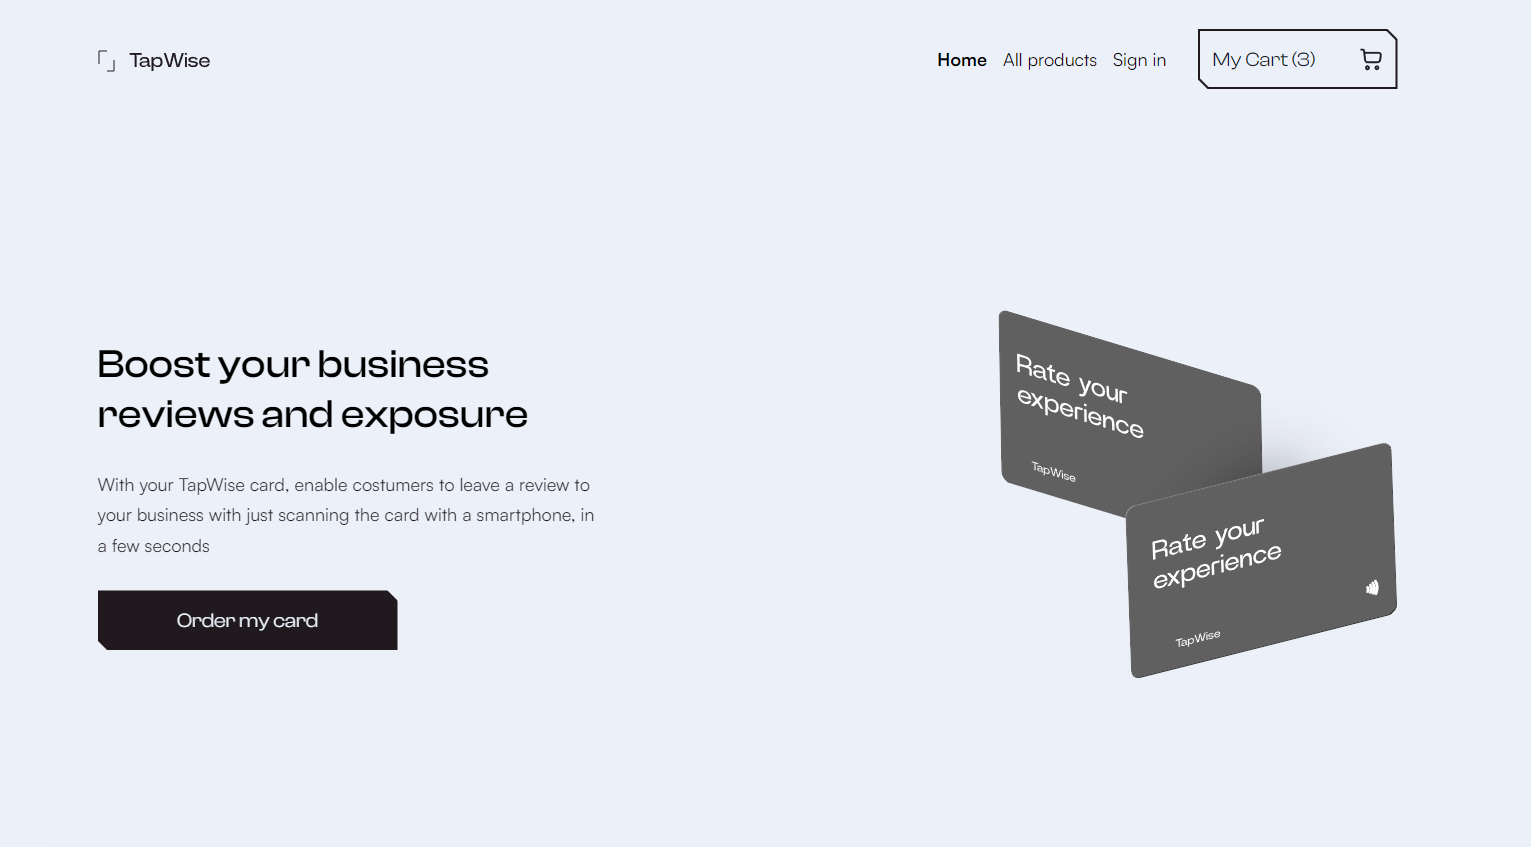 TapWise
Home All products Sign in My Cart (3)
Boost your business
reviews and exposure
With your TapWise card, enable costumers to leave a review to
your business with just scanning the card with a smartphone, in
a few seconds
Order my card
Rate your
experience
TapWise
Rate your
experience
TapWise